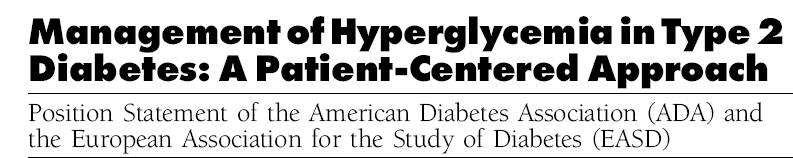 Management of Hyperglycemia in Type 2
Diabetes: A Patient-Centered Approach
Position Statement of the American Diabetes Association (ADA) and
the European Association for the Study of Diabetes (EASD)